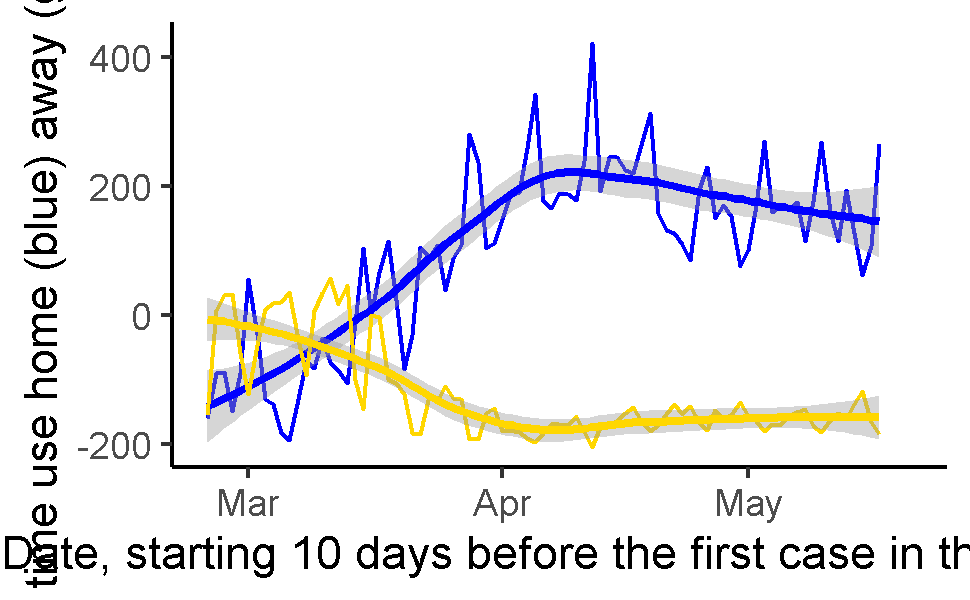 time use home (blue) away (
400
200
0
-200
Mar Apr May
Date, starting 10 days before the first case in th